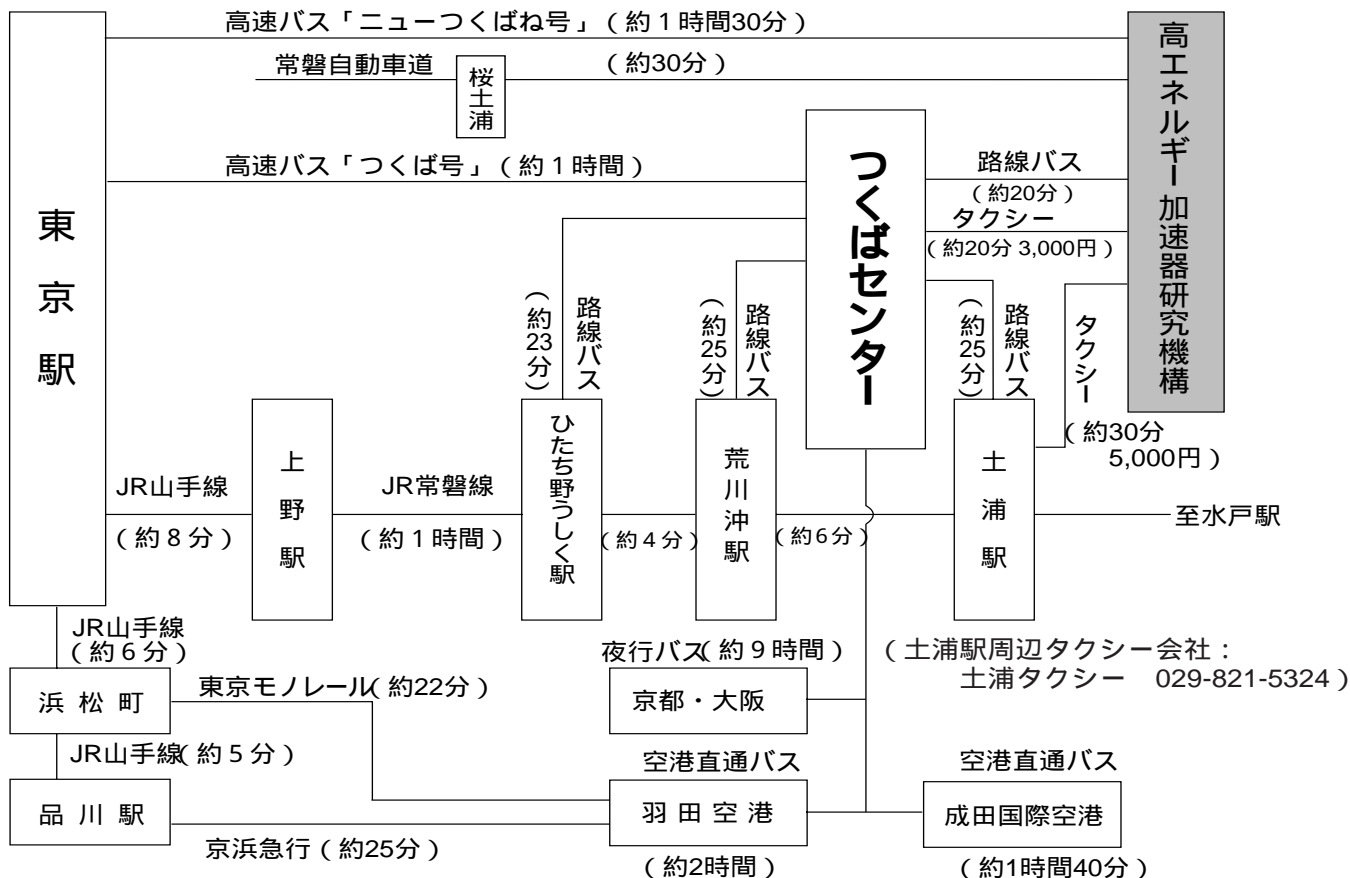 高速バス「ニューつくばね号」(約１時間30分)
常磐自動車道
(約30分)
桜土浦
高エネルギー加速器研究機構
高速バス「つくば号」(約１時間)
つくばセンター
路線バス
(約20分)
タクシー
(約20分 3,000円)
東京駅
(約23分)
路線バス
(約25分)
路線バス
(約25分)
路線バス
タクシー
(約30分
5,000円)
JR山手線
(約８分)
上野駅
JR常磐線
(約１時間)
ひたち野うしく駅
(約４分)
荒川沖駅
(約6分)
土浦駅
至水戸駅
JR山手線
(約６分)
夜行バス(約９時間)
(土浦駅周辺タクシー会社：
土浦タクシー　029-821-5324)
浜松町
東京モノレール(約22分)
京都・大阪
JR山手線(約５分)
空港直通バス
空港直通バス
品川駅
羽田空港
成田国際空港
京浜急行(約25分)
(約2時間)
(約1時間40分)